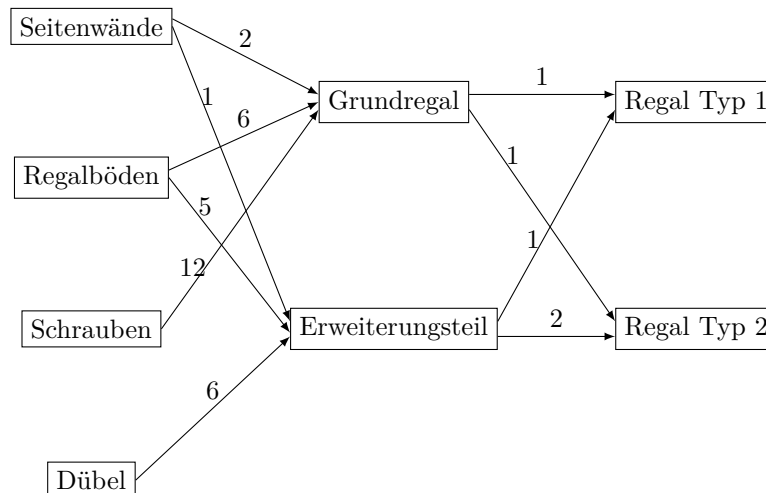 Seitenwände
2
1
Grundregal
1
Regal Typ 1
6
Regalböden
1
5
1
12
Schrauben
Erweiterungsteil
2
Regal Typ 2
6
Dübel